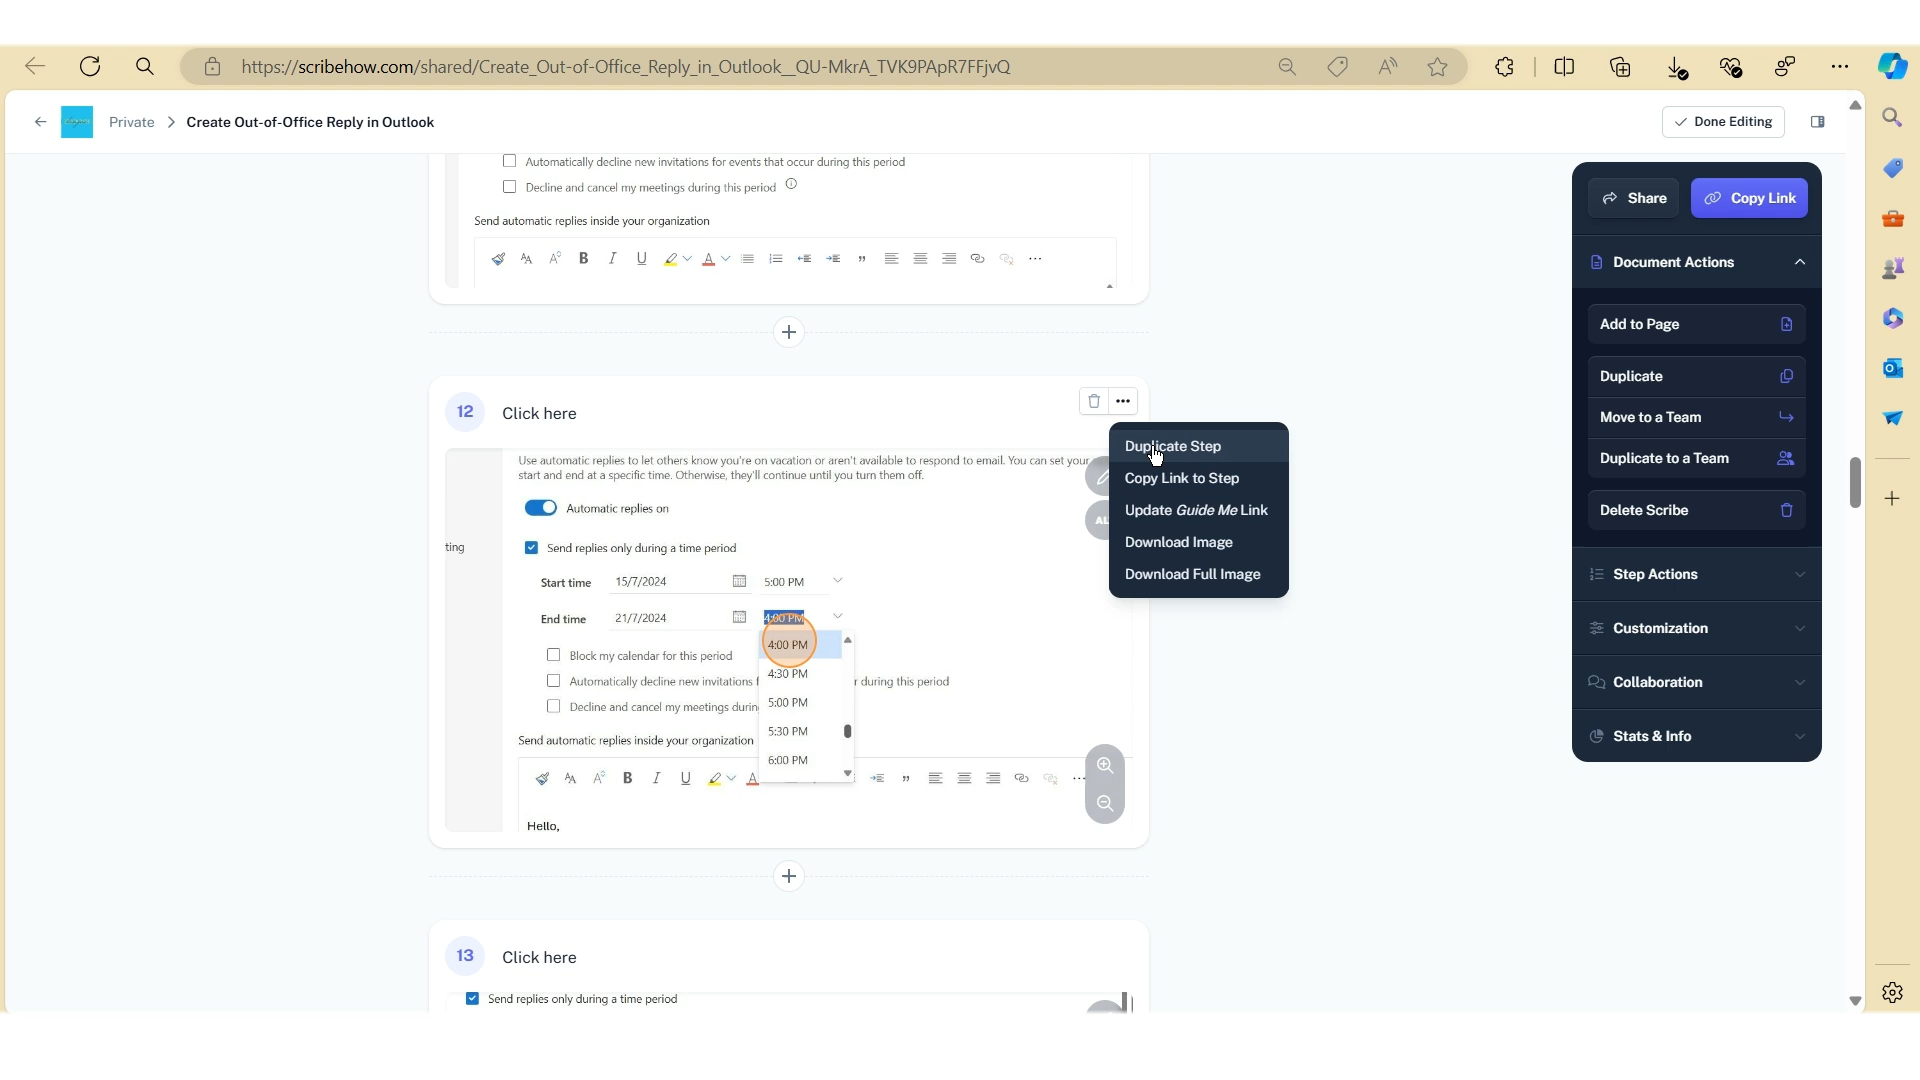 https://scribehow.com/shared/Create_Out-of-Office_Reply_in_Outlook__QU-MkrA_TVK9PApR7FFjvQ
Private > Create Out-of-Office Reply in Outlook
Done Editing
Automatically decline new invitations for events that occur during this period
Decline and cancel my meetings during this period
Send automatic replies inside your organization
12 Click here
Use automatic replies to let others know you're on vacation or aren't available to respond to email. You can set your
start and end at a specific time. Otherwise, they'll continue until you turn them off.
Automatic replies on
ting
Send replies only during a time period
Start time 15/7/2024 5:00 PM
End time 21/7/2024 4:00 PM
4:00 PM
Block my calendar for this period
4:30 PM
Automatically decline new invitations f
r during this period
5:00 PM
Decline and cancel my meetings durin
5:30 PM
Send automatic replies inside your organization
6:00 PM
Hello,
Duplicate Step
Copy Link to Step
Update Guide Me Link
Download Image
Download Full Image
13 Click here
Send replies only during a time period
Share
Copy Link
Document Actions
Add to Page
Duplicate
Move to a Team
Duplicate to a Team
Delete Scribe
Step Actions
Customization
Collaboration
Stats & Info